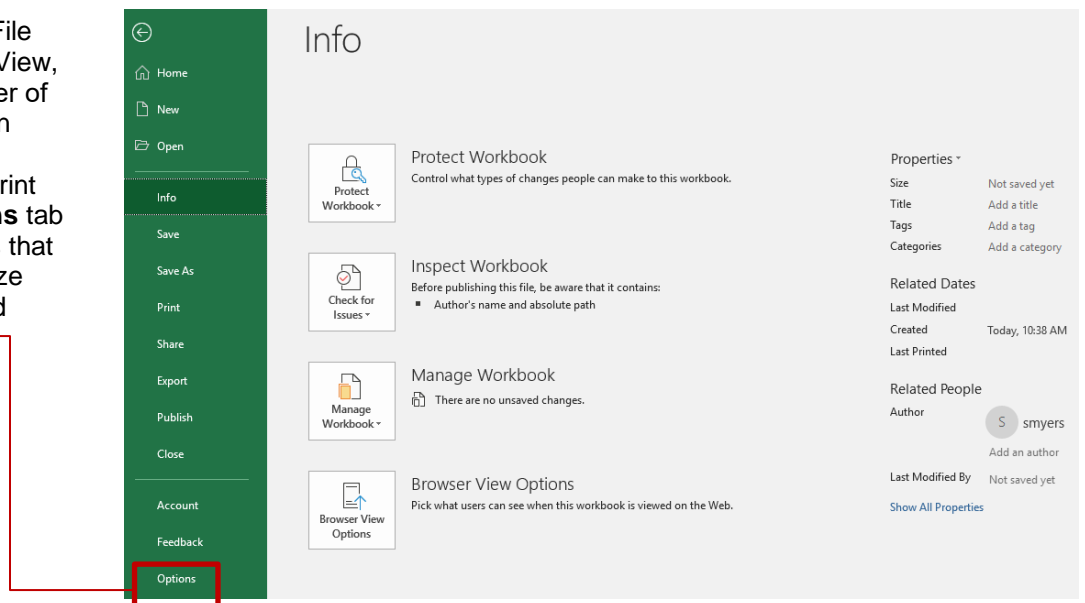 File
View,
er of
n
rint
ns tab
that
ze
d
Home
New
Open
Info
Save
Save As
Print
Share
Export
Publish
Close
Account
Feedback
Options
Info
Protect Workbook
Protect Workbook
Control what types of changes people can make to this workbook.
Check for Issues
Inspect Workbook
Before publishing this file, be aware that it contains:
Author's name and absolute path
Manage Workbook
Manage Workbook
There are no unsaved changes.
Browser View Options
Browser View Options
Pick what users can see when this workbook is viewed on the Web.
Properties
Size Not saved yet
Title Add a title
Tags Add a tag
Categories Add a category
Related Dates
Last Modified
Created Today, 10:38 AM
Last Printed
Related People
Author S smyers
Add an author
Last Modified By Not saved yet
Show All Properties